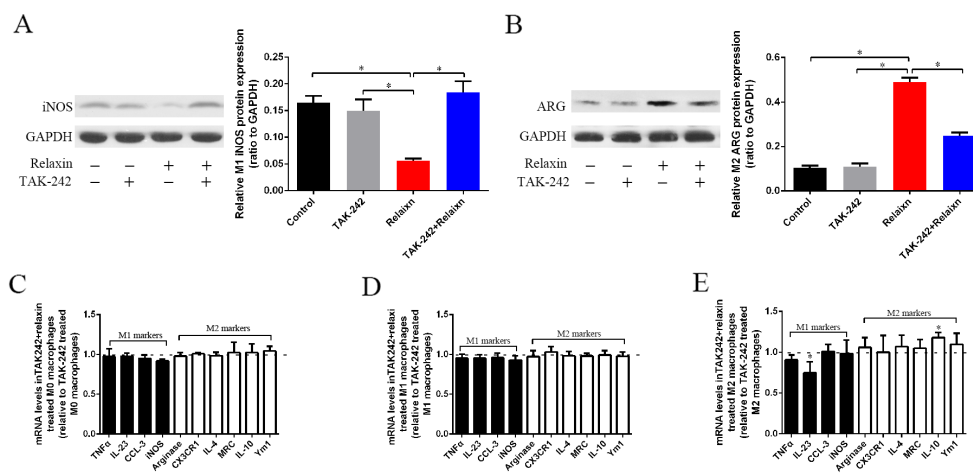 A
iNOS
GAPDH
Relaxin – – + +
TAK-242 – + – +
Relative M1 iNOS protein expression
(ratio to GAPDH)
0.25
0.20
0.15
0.10
0.05
0.00
* * *
Control
TAK-242
Relaixn
TAK-242+Relaixn
B
ARG
GAPDH
Relaxin – – + +
TAK-242 – + – +
Relative M2 ARG protein expression
(ratio to GAPDH)
0.6
0.4
0.2
0.0
* * *
Control
TAK-242
Relaixn
TAK-242+Relaixn
C
mRNA levels inTAK242+relaxin
treated M0 macrophages
(relative to TAK-242 treated
M0 macrophages)
1.5
1.0
0.5
0.0
M1 markers
M2 markers
TNFα
IL-23
CCL-3
iNOS
Arginase
CX3CR1
IL-4
MRC
IL-10
Ym1
D
mRNA levels inTAK242+relaxin
treated M1 macrophages
(relative to TAK-242 treated
M1 macrophages)
1.5
1.0
0.5
0.0
M1 markers
M2 markers
TNFα
IL-23
CCL-3
iNOS
Arginase
CX3CR1
IL-4
MRC
IL-10
Ym1
E
mRNA levels inTAK242+relaxin
treated M2 macrophages
(relative to TAK-242 treated
M2 macrophages)
1.5
1.0
0.5
0.0
M1 markers
M2 markers
* *
TNFα
IL-23
CCL-3
iNOS
Arginase
CX3CR1
IL-4
MRC
IL-10
Ym1